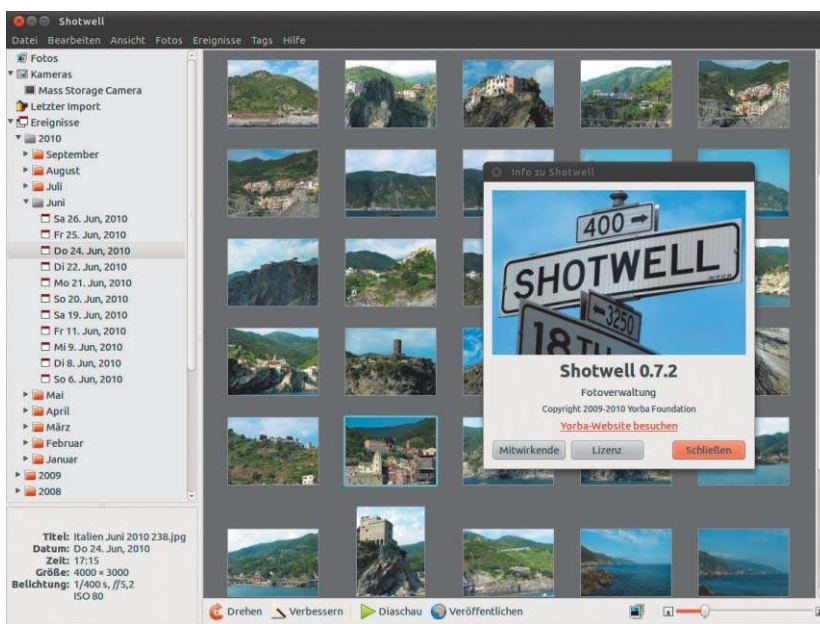 Shotwell
Datei Bearbeiten Ansicht Fotos Ereignisse Tags Hilfe
Fotos
Kameras
Mass Storage Camera
Letzter Import
Ereignisse
2010
September
August
Juli
Juni
Sa 26. Jun, 2010
Fr 25. Jun, 2010
Do 24. Jun, 2010
Di 22. Jun, 2010
Mo 21. Jun, 2010
So 20. Jun, 2010
Sa 19. Jun, 2010
Fr 11. Jun, 2010
Mi 9. Jun, 2010
Di 8. Jun, 2010
So 6. Jun, 2010
Mai
April
März
Februar
Januar
2009
2008
Titel: Italien Juni 2010 238.jpg
Datum: Do 24. Jun, 2010
Zeit: 17:15
Größe: 4000 × 3000
Belichtung: 1/400 s, f/5,2
ISO 80
Info zu Shotwell
400
SHOTWELL
3250
18TH
Shotwell 0.7.2
Fotoverwaltung
Copyright 2009-2010 Yorba Foundation
Yorba-Website besuchen
Mitwirkende Lizenz Schließen
Drehen Verbessern Diaschau Veröffentlichen